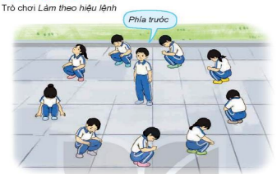 Trò chơi Làm theo hiệu lệnh
Phía trước